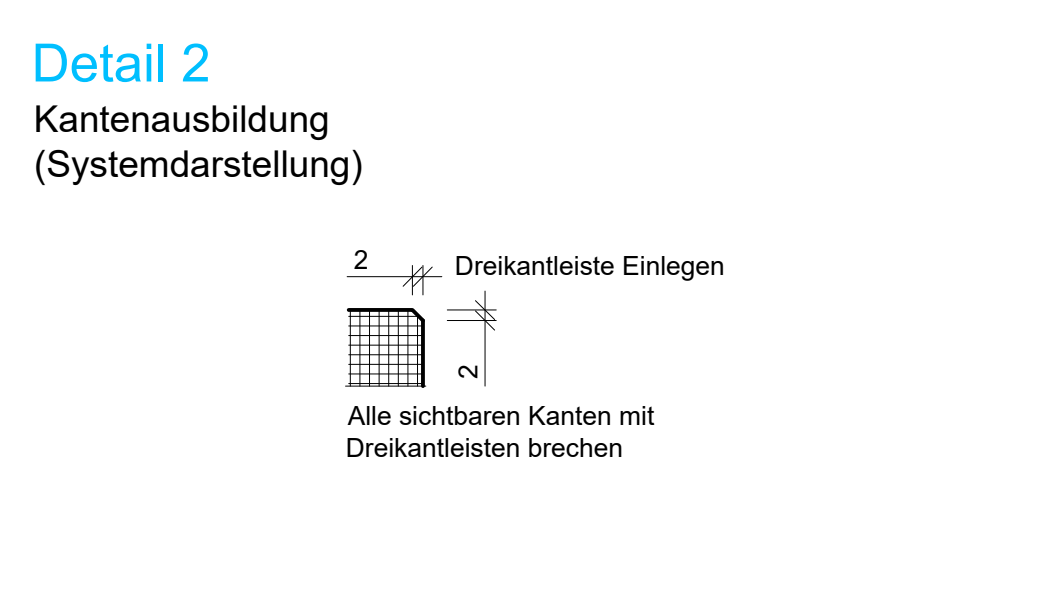 Detail 2
Kantenausbildung
(Systemdarstellung)
2
Dreikantleiste Einlegen
2
Alle sichtbaren Kanten mit
Dreikantleisten brechen